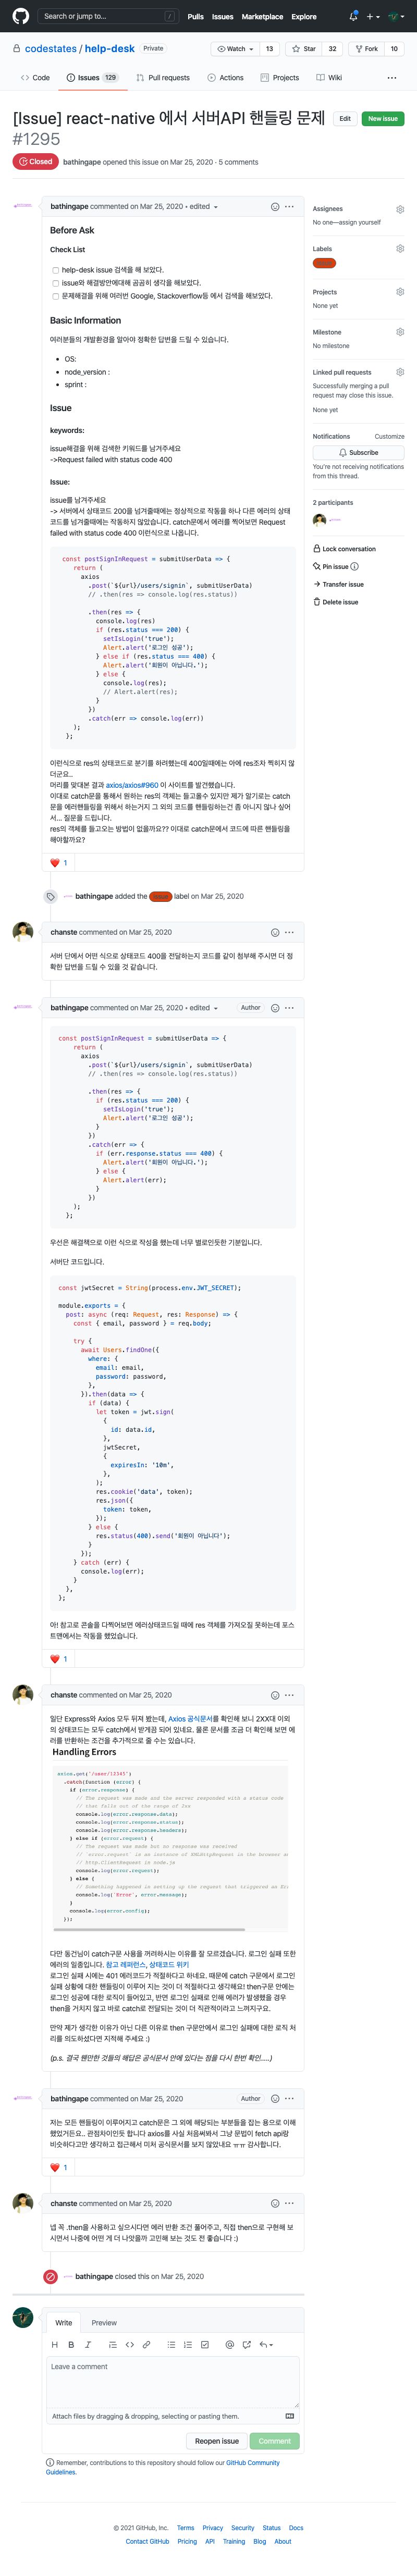 Search or jump to...
/
Pulls Issues Marketplace Explore
codestates / help-desk Private
Watch 13 Star 32 Fork 10
Code Issues 129 Pull requests Actions Projects Wiki
[Issue] react-native 에서 서버API 핸들링 문제
#1295
Edit New issue
Closed bathingape opened this issue on Mar 25, 2020 · 5 comments
bathingape commented on Mar 25, 2020 • edited
Before Ask
Check List
help-desk issue 검색을 해 보았다.
issue와 해결방안에대해 곰곰히 생각을 해보았다.
문제해결을 위해 여러번 Google, Stackoverflow등 에서 검색을 해보았다.
Basic Information
여러분들의 개발환경을 알아야 정확한 답변을 드릴 수 있습니다.
• OS:
• node_version :
• sprint :
Issue
keywords:
issue해결을 위해 검색한 키워드를 남겨주세요
->Request failed with status code 400
Issue:
issue를 남겨주세요
-> 서버에서 상태코드 200을 넘겨줄때에는 정상적으로 작동을 하나 다른 에러의 상태
코드를 넘겨줄때에는 작동하지 않았습니다. catch문에서 에러를 찍어보면 Request
failed with status code 400 이런식으로 나옵니다.
const postSignInRequest = submitUserData => {
return (
axios
.post(`${url}/users/signin`, submitUserData)
// .then(res => console.log(res.status))
.then(res => {
console.log(res)
if (res.status === 200) {
setIsLogin('true');
Alert.alert('로그인 성공');
} else if (res.status === 400) {
Alert.alert('회원이 아닙니다.');
} else {
console.log(res);
// Alert.alert(res);
}
})
.catch(err => console.log(err))
);
};
이런식으로 res의 상태코드로 분기를 하려했는데 400일때에는 아예 res조차 찍히지 않
더군요..
머리를 맞대본 결과 axios/axios#960 이 사이트를 발견했습니다.
이대로 catch문을 통해서 원하는 res의 객체는 들고올수 있지만 제가 알기로는 catch
문을 에러핸들링을 위해서 하는거지 그 외의 코드를 핸들링하는건 좀 아니지 않나 싶어
서... 질문을 드립니다.
res의 객체를 들고오는 방법이 없을까요?? 이대로 catch문에서 코드에 따른 핸들링을
해야할까요?
1
bathingape added the label on Mar 25, 2020
chanste commented on Mar 25, 2020
서버 단에서 어떤 식으로 상태코드 400을 전달하는지 코드를 같이 첨부해 주시면 더 정
확한 답변을 드릴 수 있을 것 같습니다.
bathingape commented on Mar 25, 2020 • edited Author
const postSignInRequest = submitUserData => {
return (
axios
.post(`${url}/users/signin`, submitUserData)
// .then(res => console.log(res.status))
.then(res => {
if (res.status === 200) {
setIsLogin('true');
Alert.alert('로그인 성공');
}
})
.catch(err => {
if (err.response.status === 400) {
Alert.alert('회원이 아닙니다.');
} else {
Alert.alert(err);
}
})
);
};
우선은 해결책으로 이런 식으로 작성을 했는데 너무 별로인듯한 기분입니다.
서버단 코드입니다.
const jwtSecret = String(process.env.JWT_SECRET);
module.exports = {
post: async (req: Request, res: Response) => {
const { email, password } = req.body;
try {
await Users.findOne({
where: {
email: email,
password: password,
},
}).then(data => {
if (data) {
let token = jwt.sign(
{
id: data.id,
},
jwtSecret,
{
expiresIn: '10m',
},
);
res.cookie('data', token);
res.json({
token: token,
});
} else {
res.status(400).send('회원이 아닙니다');
}
});
} catch (err) {
console.log(err);
}
},
};
아! 참고로 콘솔을 다찍어보면 에러상태코드일 때에 res 객체를 가져오질 못하는데 포스
트맨에서는 작동을 했었습니다.
1
chanste commented on Mar 25, 2020
일단 Express와 Axios 모두 뒤져 봤는데, Axios 공식문서를 확인해 보니 2XX대 이외
의 상태코드는 모두 catch에서 받게끔 되어 있네요. 물론 문서를 조금 더 확인해 보면 에
러를 반환하는 조건을 추가적으로 줄 수는 있습니다.
Handling Errors
axios.get('/user/12345')
.catch(function (error) {
if (error.response) {
// The request was made and the server responded with a status code
// that falls out of the range of 2xx
console.log(error.response.data);
console.log(error.response.status);
console.log(error.response.headers);
} else if (error.request) {
// The request was made but no response was received
// `error.request` is an instance of XMLHttpRequest in the browser an
// http.ClientRequest in node.js
console.log(error.request);
} else {
// Something happened in setting up the request that triggered an
console.log('Error', error.message);
}
console.log(error.config);
});
다만 동건님이 catch구문 사용을 꺼려하시는 이유를 잘 모르겠습니다. 로그인 실패 또한
에러의 일종입니다. 참고 레퍼런스, 상태코드 위키
로그인 실패 시에는 401 에러코드가 적절하다고 하네요. 때문에 catch 구문에서 로그인
실패 상황에 대한 핸들링이 이루어 지는 것이 더 적절하다고 생각해요! then구문 안에는
로그인 성공에 대한 로직이 들어있고, 반면 로그인 실패로 인해 에러가 발생했을 경우
then을 거치지 않고 바로 catch로 전달되는 것이 더 직관적이라고 느껴지구요.
만약 제가 생각한 이유가 아닌 다른 이유로 then 구문안에서 로그인 실패에 대한 로직 처
리를 의도하셨다면 지적해 주세요 :)
(p.s. 결국 웬만한 것들의 해답은 공식문서 안에 있다는 점을 다시 한번 확인.....)
bathingape commented on Mar 25, 2020 Author
저는 모든 핸들링이 이루어지고 catch문은 그 외에 해당되는 부분들을 잡는 용으로 이해
했었거든요.. 관점차이인듯 합니다 axios를 사실 처음써봐서 그냥 문법이 fetch api랑
비슷하다고만 생각하고 접근해서 미처 공식문서를 보지 않았내요 ㅠㅠ 감사합니다.
1
chanste commented on Mar 25, 2020
넵 꼭 .then을 사용하고 싶으시다면 에러 반환 조건 풀어주고, 직접 then으로 구현해 보
시면서 나중에 어떤 게 더 나았을까 고민해 보는 것도 전 좋습니다 :)
bathingape closed this on Mar 25, 2020
Write Preview
Leave a comment
Attach files by dragging & dropping, selecting or pasting them.
Reopen issue Comment
Remember, contributions to this repository should follow our GitHub Community
Guidelines.
Assignees
No one—assign yourself
Labels
Projects
None yet
Milestone
No milestone
Linked pull requests
Successfully merging a pull
request may close this issue.
None yet
Notifications Customize
Subscribe
You're not receiving notifications
from this thread.
2 participants
Lock conversation
Pin issue
Transfer issue
Delete issue
© 2021 GitHub, Inc. Terms Privacy Security Status Docs
Contact GitHub Pricing API Training Blog About